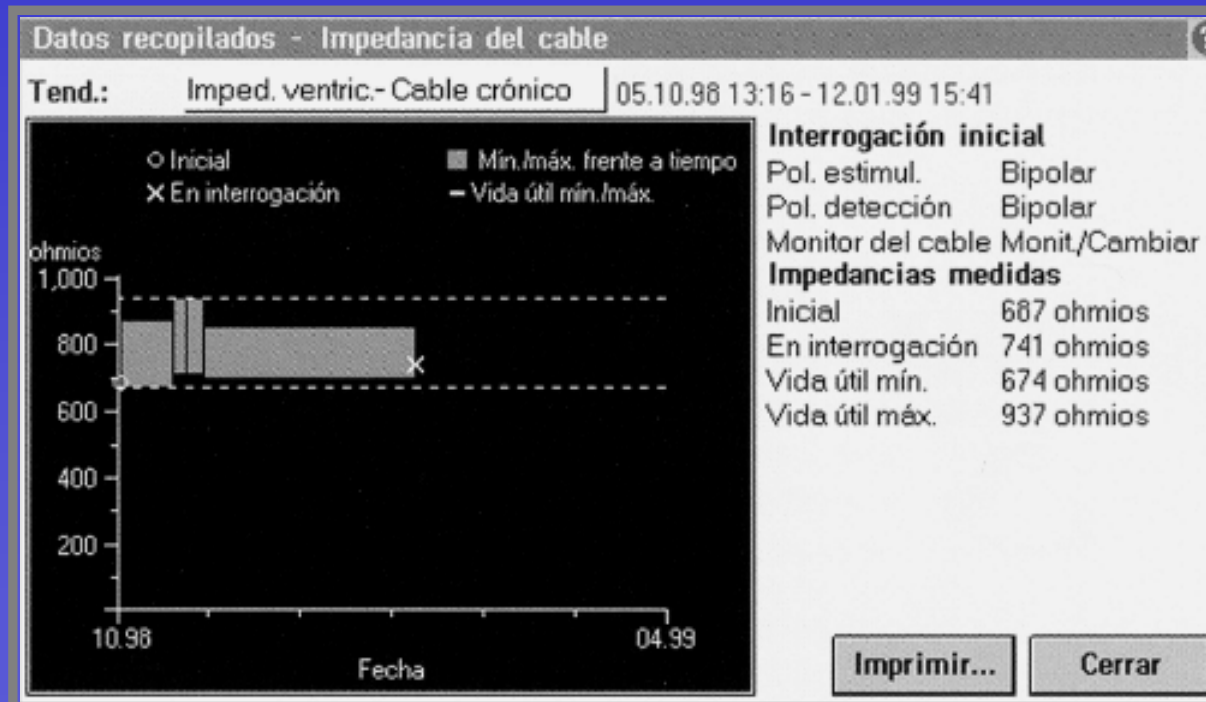 Datos recopilados - Impedancia del cable
?
Tend.: Imped. ventric.- Cable crónico 05.10.98 13:16 - 12.01.99 15:41
○ Inicial
× En interrogación
■ Mín./máx. frente a tiempo
– Vida útil mín./máx.
ohmios
1,000
800
600
400
200
10.98 04.99
Fecha
Interrogación inicial
Pol. estimul. Bipolar
Pol. detección Bipolar
Monitor del cable Monit./Cambiar
Impedancias medidas
Inicial 687 ohmios
En interrogación 741 ohmios
Vida útil mín. 674 ohmios
Vida útil máx. 937 ohmios
Imprimir... Cerrar